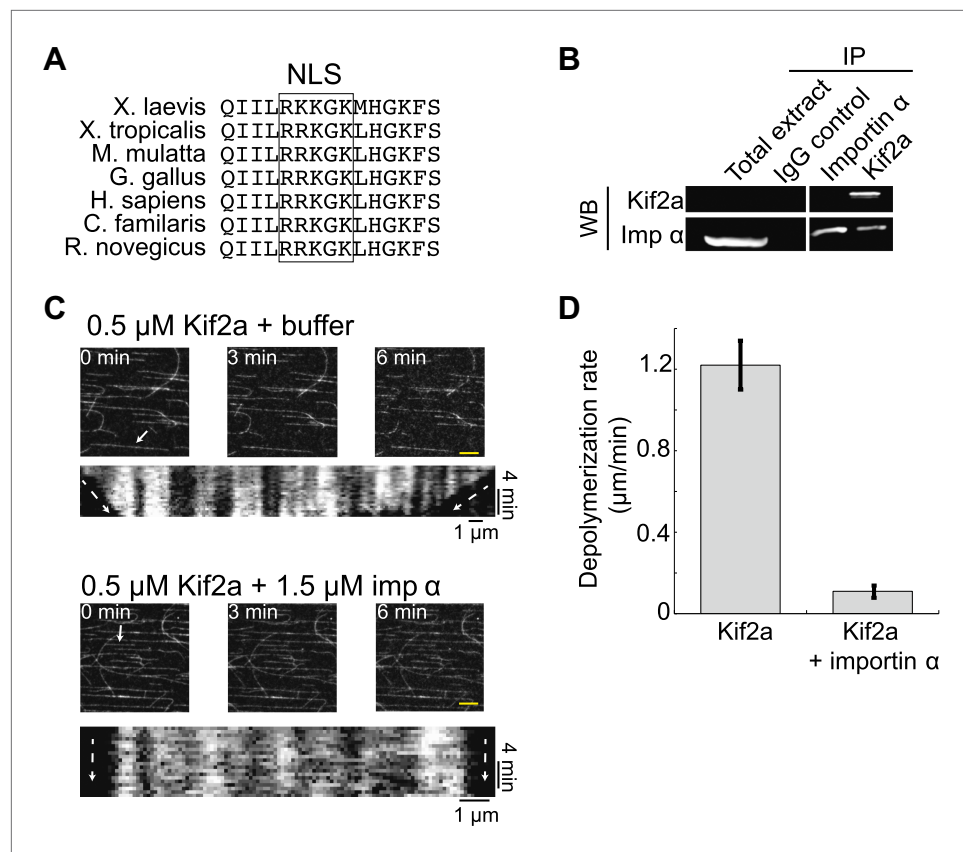 A
NLS
X. laevis QIILRKKGKMHGKFS
X. tropicalis QIILRRKGKLHGKFS
M. mulatta QIILRRKGKLHGKFS
G. gallus QIILRRKGKLHGKFS
H. sapiens QIILRRKGKLHGKFS
C. familaris QIILRRKGKLHGKFS
R. novegicus QIILRRKGKLHGKFS
B
IP
Total extract
IgG control
Importin α
Kif2a
WB
Kif2a
Imp α
C
0.5 µM Kif2a + buffer
0 min
3 min
6 min
4 min
1 µm
0.5 µM Kif2a + 1.5 µM imp α
0 min
3 min
6 min
4 min
1 µm
D
Depolymerization rate
(µm/min)
1.2
0.8
0.4
0
Kif2a
Kif2a
+ importin α